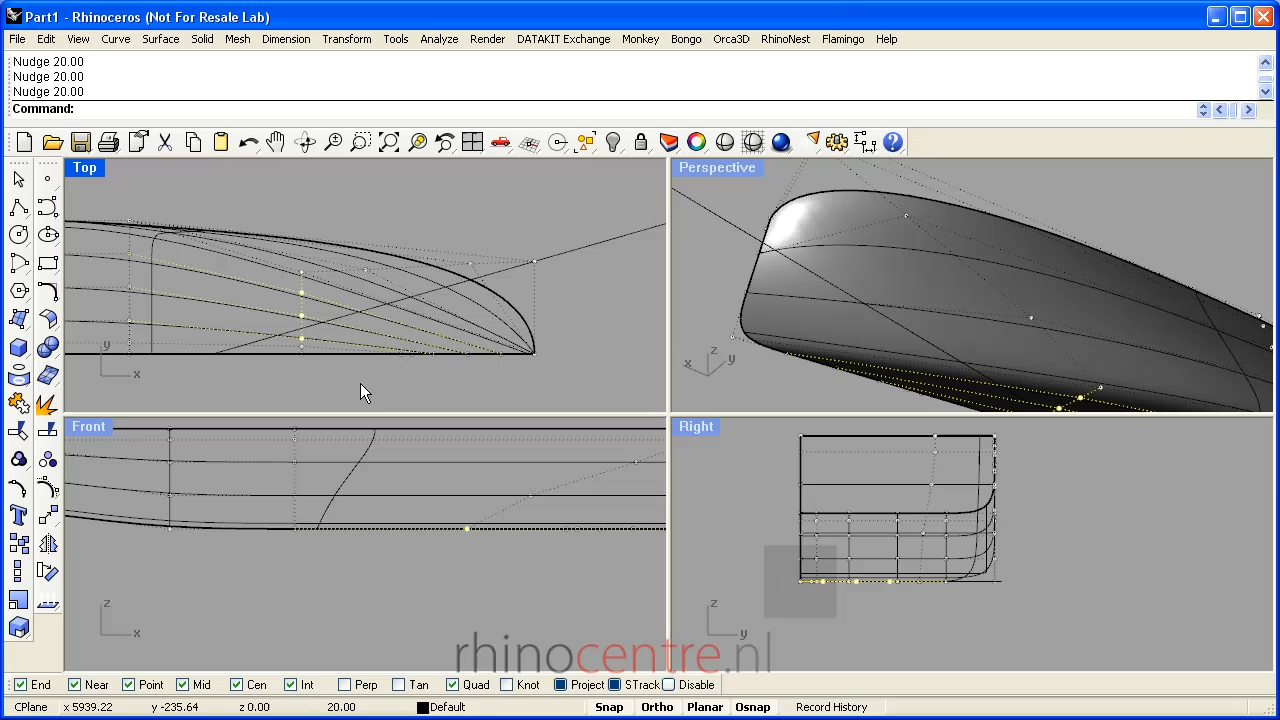 Part1 - Rhinoceros (Not For Resale Lab)
File Edit View Curve Surface Solid Mesh Dimension Transform Tools Analyze Render DATAKIT Exchange Monkey Bongo Orca3D RhinoNest Flamingo Help
Nudge 20.00
Nudge 20.00
Nudge 20.00
Command:
Top
Perspective
y
x
z
x y
Front
Right
z
x
z
y
rhinocentre.nl
End Near Point Mid Cen Int Perp Tan Quad Knot Project STrack Disable
CPlane x 5939.22 y -235.64 z 0.00 20.00 Default Snap Ortho Planar Osnap Record History